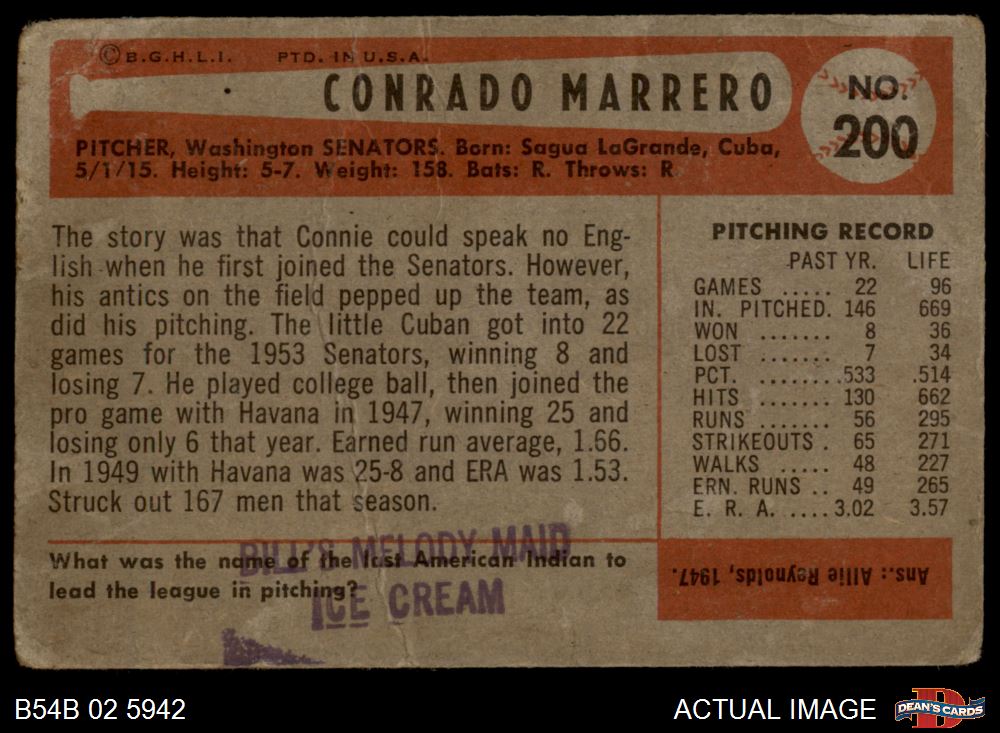 © B.G.H.L.I. PTD. IN U.S.A.
CONRADO MARRERO
NO. 200
PITCHER, Washington SENATORS. Born: Sagua LaGrande, Cuba,
5/1/15. Height: 5-7. Weight: 158. Bats: R. Throws: R.
The story was that Connie could speak no Eng-
lish when he first joined the Senators. However,
his antics on the field pepped up the team, as
did his pitching. The little Cuban got into 22
games for the 1953 Senators, winning 8 and
losing 7. He played college ball, then joined the
pro game with Havana in 1947, winning 25 and
losing only 6 that year. Earned run average, 1.66.
In 1949 with Havana was 25-8 and ERA was 1.53.
Struck out 167 men that season.
PITCHING RECORD
PAST YR. LIFE
GAMES ..... 22 96
IN. PITCHED. 146 669
WON ....... 8 36
LOST ....... 7 34
PCT. ........533 .514
HITS ....... 130 662
RUNS ....... 56 295
STRIKEOUTS . 65 271
WALKS ..... 48 227
ERN. RUNS .. 49 265
E. R. A. ....3.02 3.57
What was the name of the last American Indian to
lead the league in pitching?
BILL'S MELODY MAID
ICE CREAM
Ans.: Allie Reynolds, 1947.
B54B 02 5942
ACTUAL IMAGE
D
DEAN'S CARDS